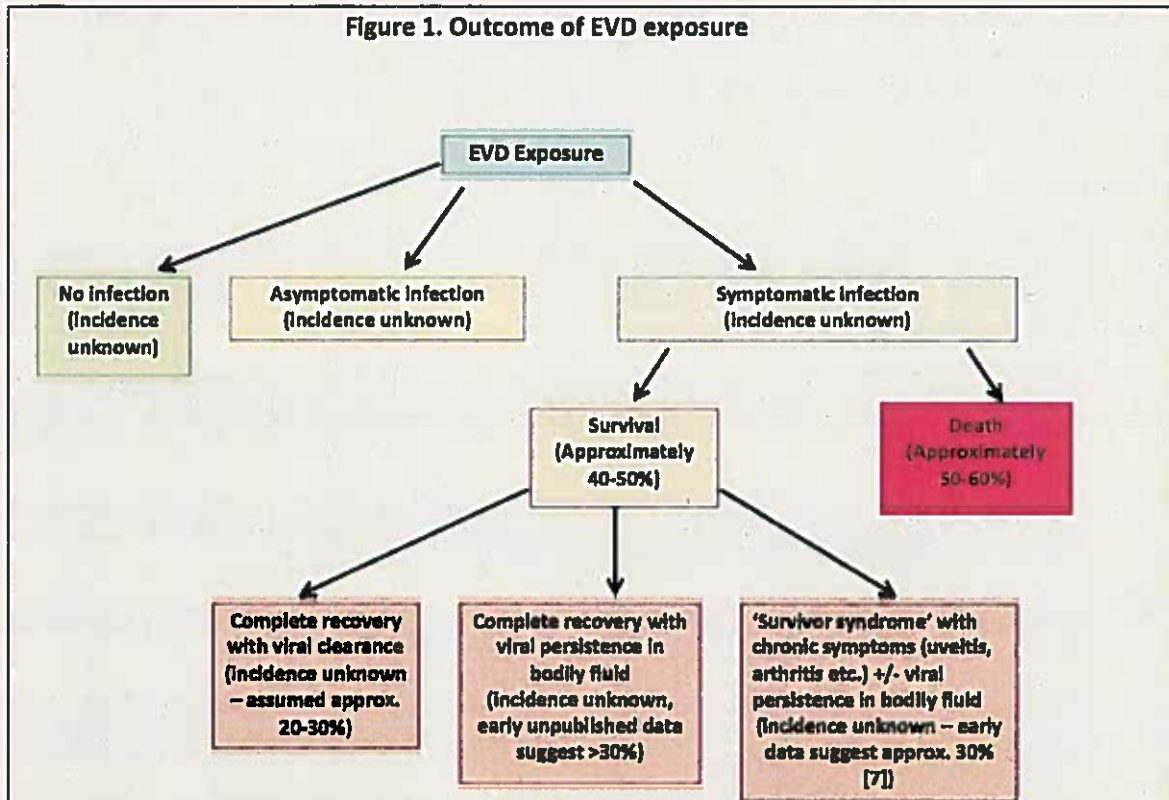 Figure 1. Outcome of EVD exposure
EVD Exposure
No infection
(incidence
unknown)
Asymptomatic infection
(incidence unknown)
Symptomatic infection
(incidence unknown)
Survival
(Approximately
40-50%)
Death
(Approximately
50-60%)
Complete recovery
with viral clearance
(incidence unknown
– assumed approx.
20-30%)
Complete recovery with
viral persistence in
bodily fluid
(incidence unknown,
early unpublished data
suggest >30%)
‘Survivor syndrome’ with
chronic symptoms (uveitis,
arthritis etc.) +/- viral
persistence in bodily fluid
(incidence unknown – early
data suggest approx. 30%
[7])